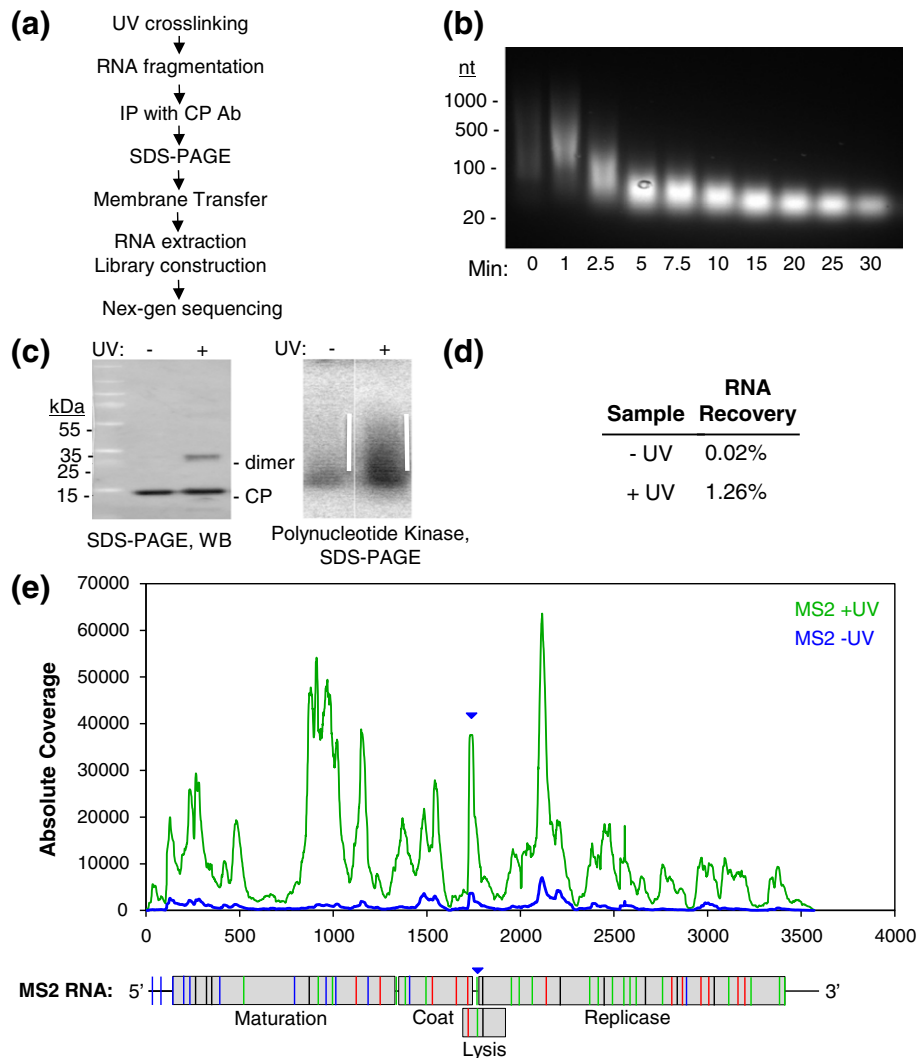 (a)
UV crosslinking
RNA fragmentation
IP with CP Ab
SDS-PAGE
Membrane Transfer
RNA extraction
Library construction
Nex-gen sequencing
(b)
nt
1000 -
500 -
100 -
20 -
Min: 0 1 2.5 5 7.5 10 15 20 25 30
(c)
UV: - +
kDa
55 -
35 -
25 -
15 -
- dimer
- CP
SDS-PAGE, WB
UV: - +
Polynucleotide Kinase,
SDS-PAGE
(d)
RNA
Sample Recovery
- UV 0.02%
+ UV 1.26%
(e)
Absolute Coverage
70000
60000
50000
40000
30000
20000
10000
0
MS2 +UV
MS2 -UV
0 500 1000 1500 2000 2500 3000 3500 4000
MS2 RNA: 5' 3'
Maturation Coat Replicase
Lysis